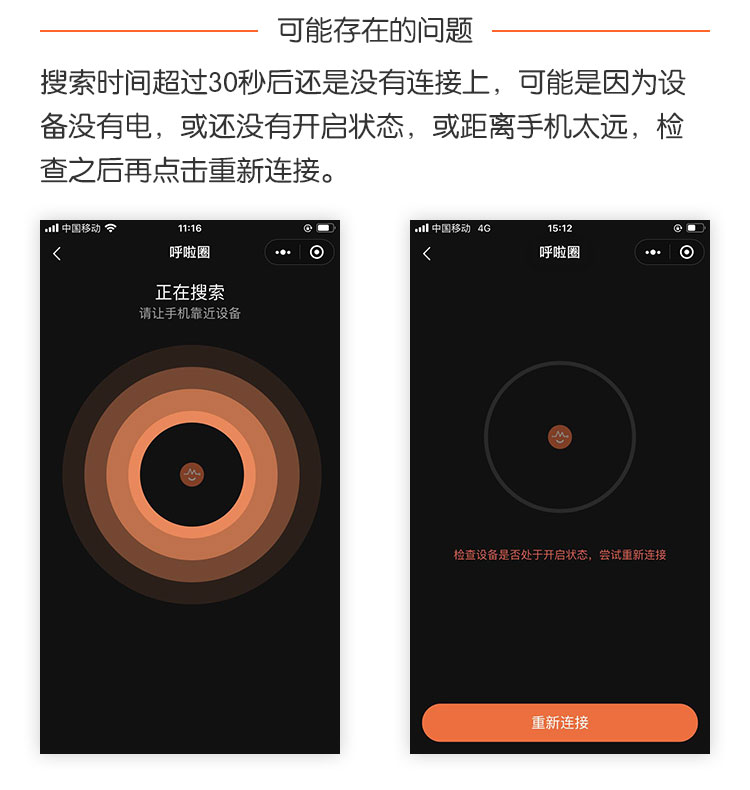 可能存在的问题
搜索时间超过30秒后还是没有连接上，可能是因为设
备没有电，或还没有开启状态，或距离手机太远，检
查之后再点击重新连接。
中国移动 11:16
呼啦圈
正在搜索
请让手机靠近设备
中国移动 4G 15:12
呼啦圈
检查设备是否处于开启状态，尝试重新连接
重新连接